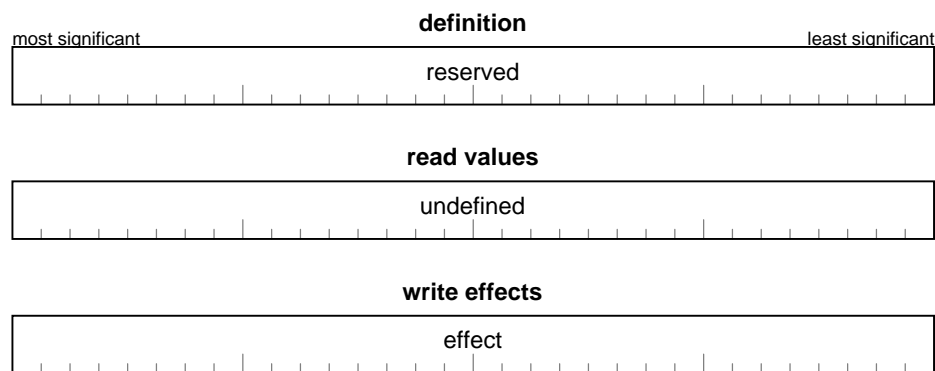 definition
most significant least significant
reserved
read values
undefined
write effects
effect